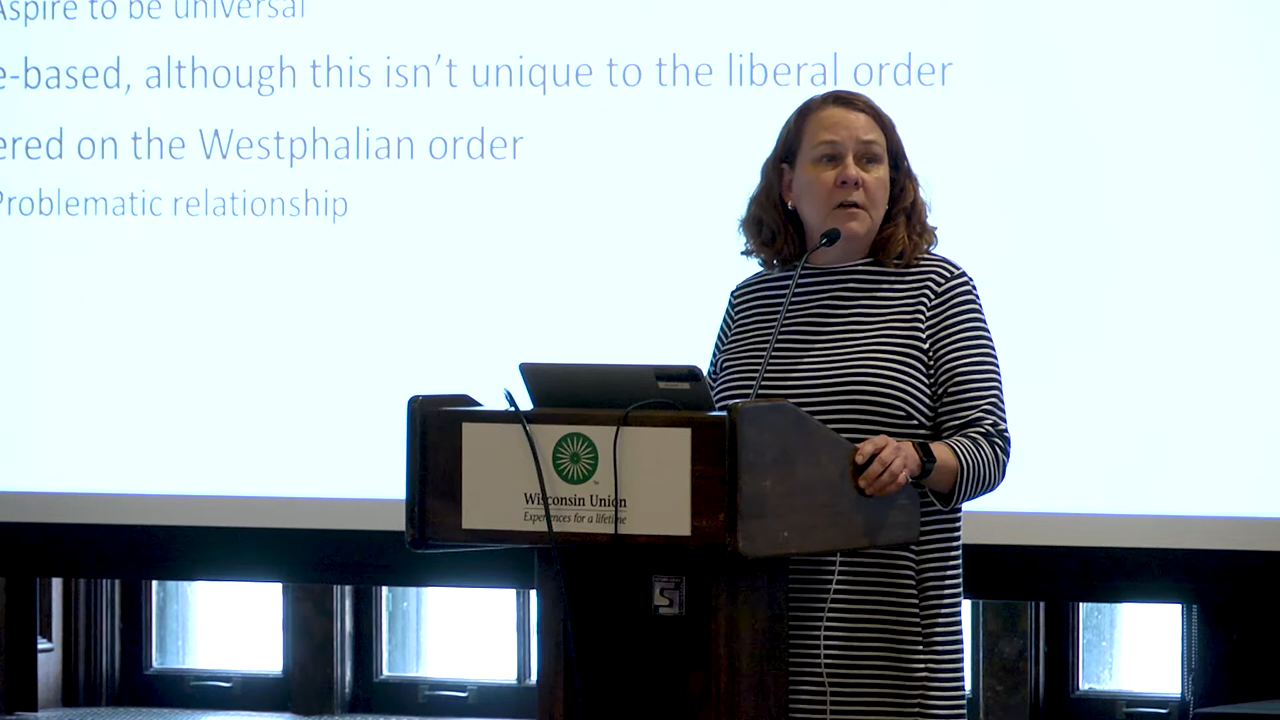 Aspire to be universal
e-based, although this isn't unique to the liberal order
ered on the Westphalian order
Problematic relationship
Wisconsin Union
Experiences for a lifetime